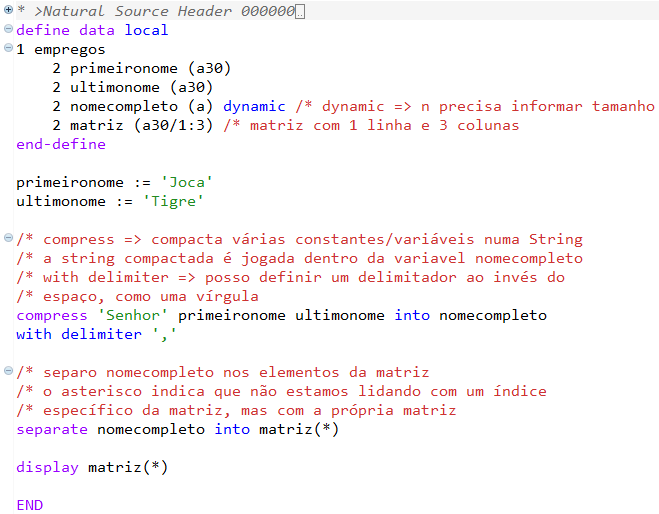 * >Natural Source Header 000000..
define data local
1 empregos
    2 primeironome (a30)
    2 ultimonome (a30)
    2 nomecompleto (a) dynamic /* dynamic => n precisa informar tamanho
    2 matriz (a30/1:3) /* matriz com 1 linha e 3 colunas
end-define

primeironome := 'Joca'
ultimonome := 'Tigre'

/* compress => compacta várias constantes/variáveis numa String
/* a string compactada é jogada dentro da variavel nomecompleto
/* with delimiter => posso definir um delimitador ao invés do
/* espaço, como uma vírgula
compress 'Senhor' primeironome ultimonome into nomecompleto
with delimiter ','

/* separo nomecompleto nos elementos da matriz
/* o asterisco indica que não estamos lidando com um índice
/* específico da matriz, mas com a própria matriz
separate nomecompleto into matriz(*)

display matriz(*)

END